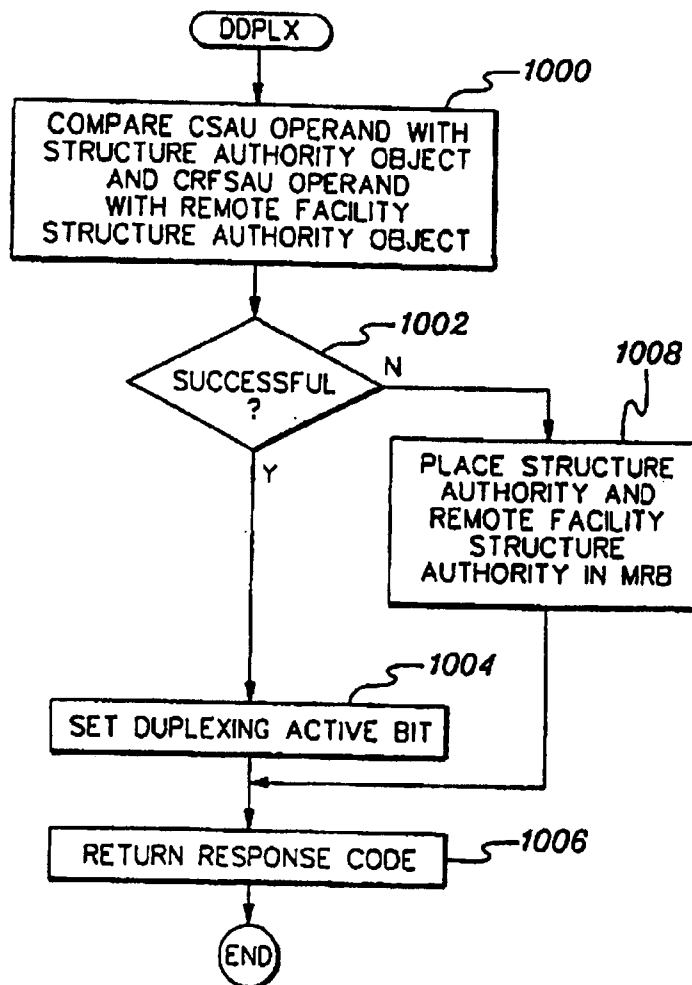 DDPLX
1000
COMPARE CSAU OPERAND WITH
STRUCTURE AUTHORITY OBJECT
AND CRFSAU OPERAND
WITH REMOTE FACILITY
STRUCTURE AUTHORITY OBJECT
1002
SUCCESSFUL
?
N
Y
1008
PLACE STRUCTURE
AUTHORITY AND
REMOTE FACILITY
STRUCTURE
AUTHORITY IN MRB
1004
SET DUPLEXING ACTIVE BIT
1006
RETURN RESPONSE CODE
END